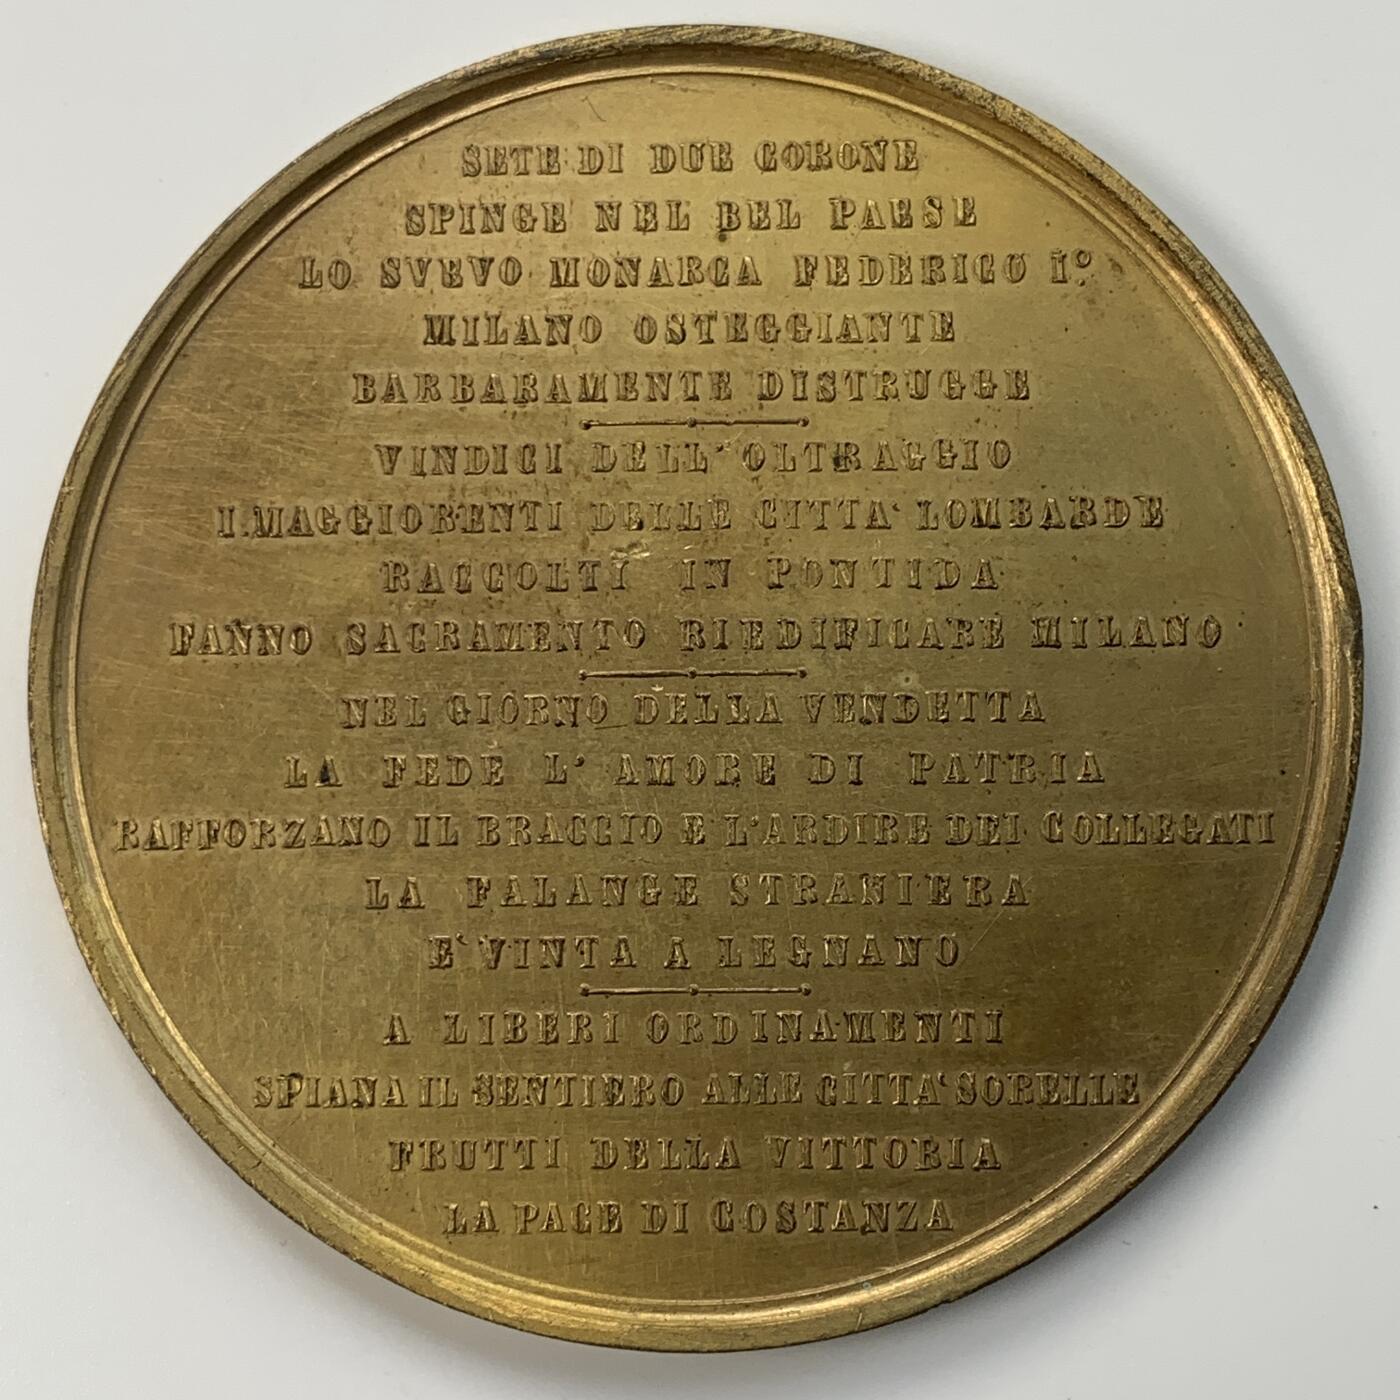 SETE DI DUE CORONE
SPINGE NEL BEL PAESE
LO SVEVO MONARCA FEDERICO I°
MILANO OSTEGGIANTE
BARBARAMENTE DISTRUGGE
VINDICI DELL' OLTRAGGIO
I MAGGIORENTI DELLE CITTA' LOMBARDE
RACCOLTI IN PONTIDA
FANNO SACRAMENTO RIEDIFICARE MILANO
NEL GIORNO DELLA VENDETTA
LA FEDE L' AMORE DI PATRIA
RAFFORZANO IL BRACCIO E L'ARDIRE DEI COLLEGATI
LA FALANGE STRANIERA
E' VINTA A LEGNANO
A LIBERI ORDINAMENTI
SPIANA IL SENTIERO ALLE CITTA' SORELLE
FRUTTI DELLA VITTORIA
LA PACE DI COSTANZA